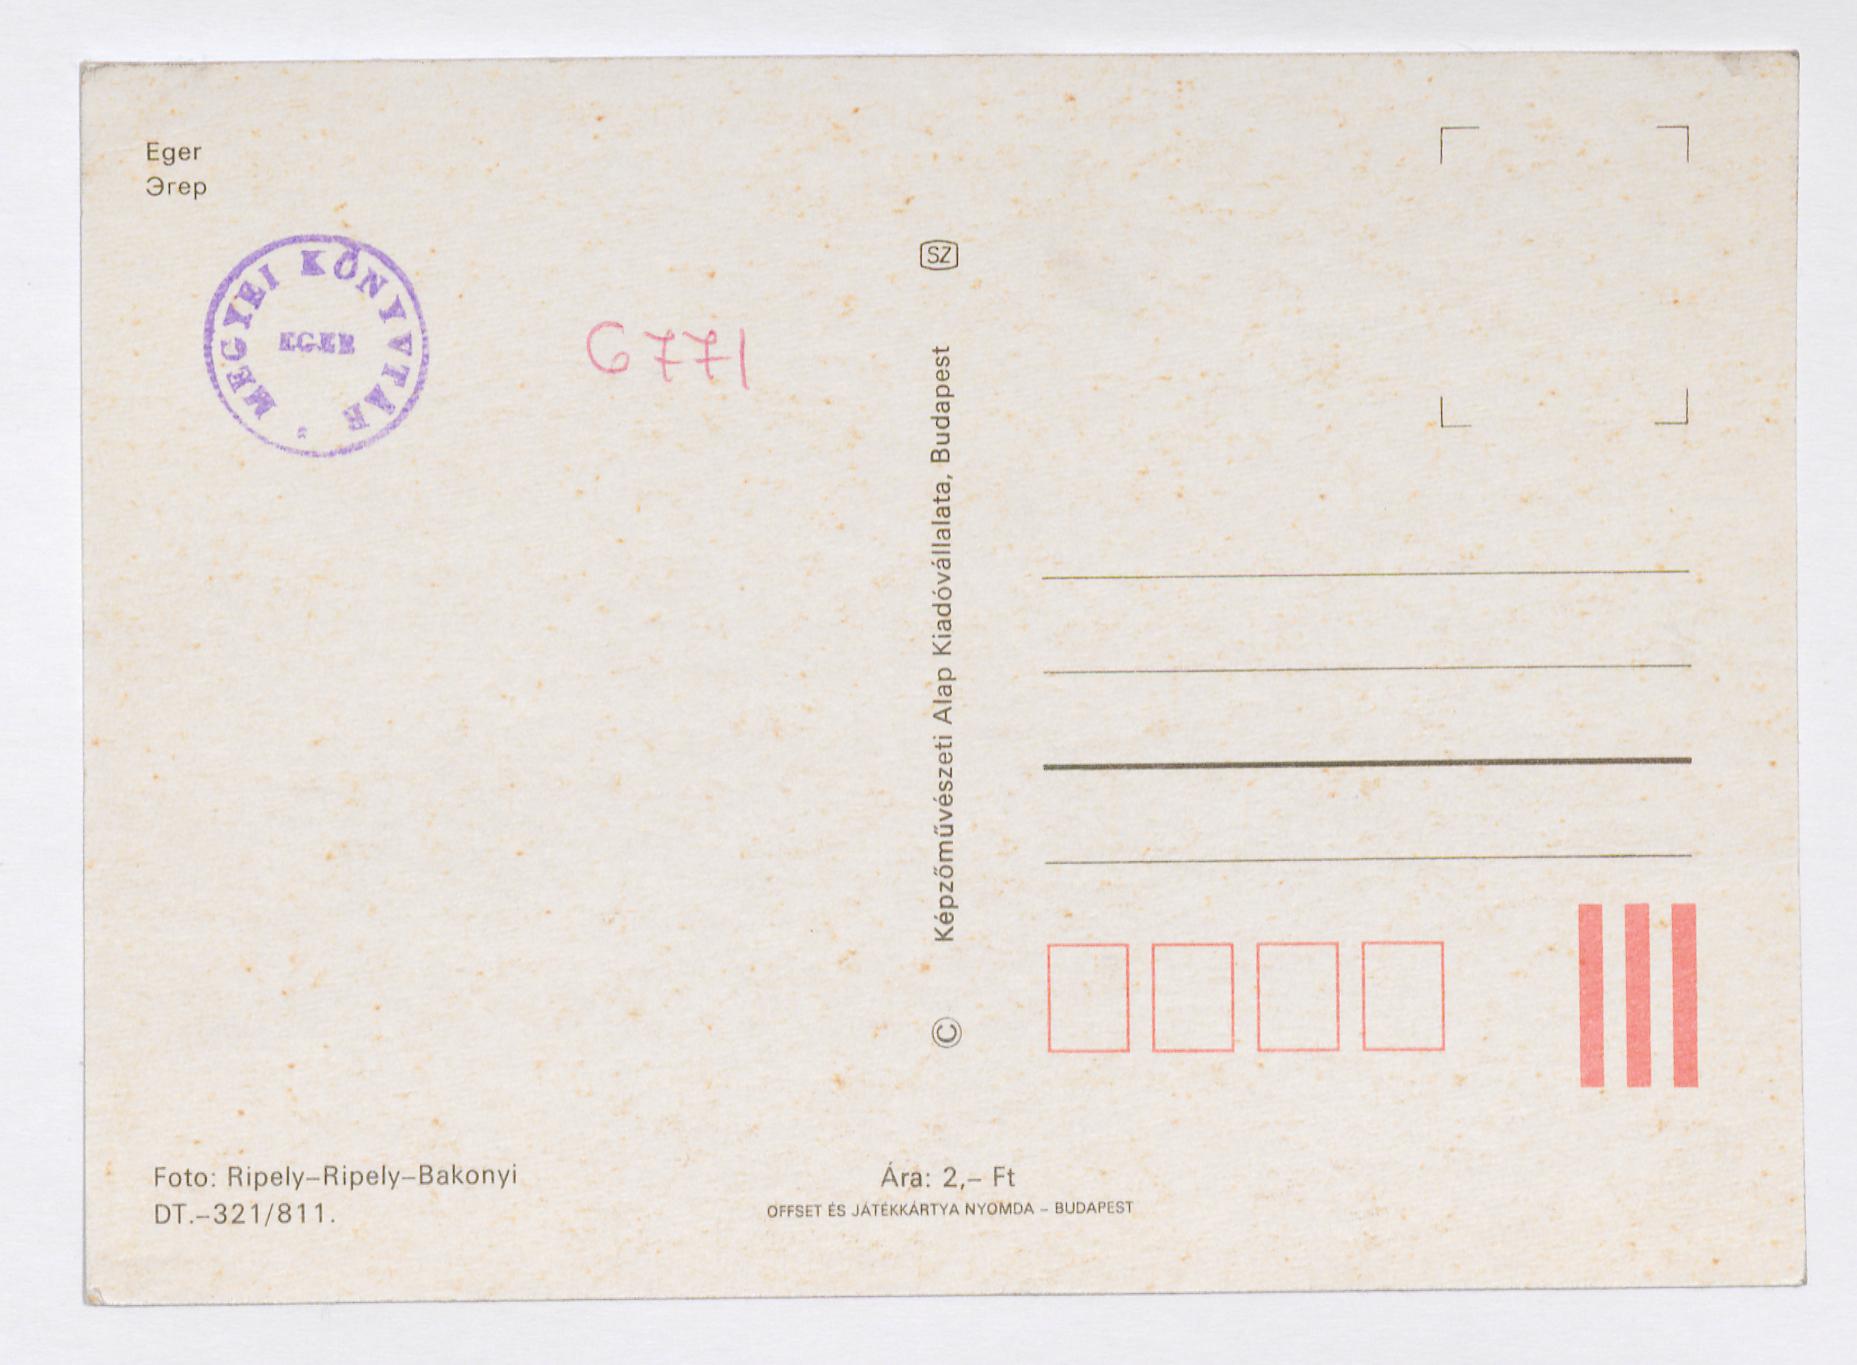 Eger
Эгер
MEGYEI KÖNYVTÁR
EGER
6771
SZ
© Képzőművészeti Alap Kiadóvállalata, Budapest
Foto: Ripely–Ripely–Bakonyi
DT.–321/811.
Ára: 2,– Ft
OFFSET ÉS JÁTÉKKÁRTYA NYOMDA – BUDAPEST